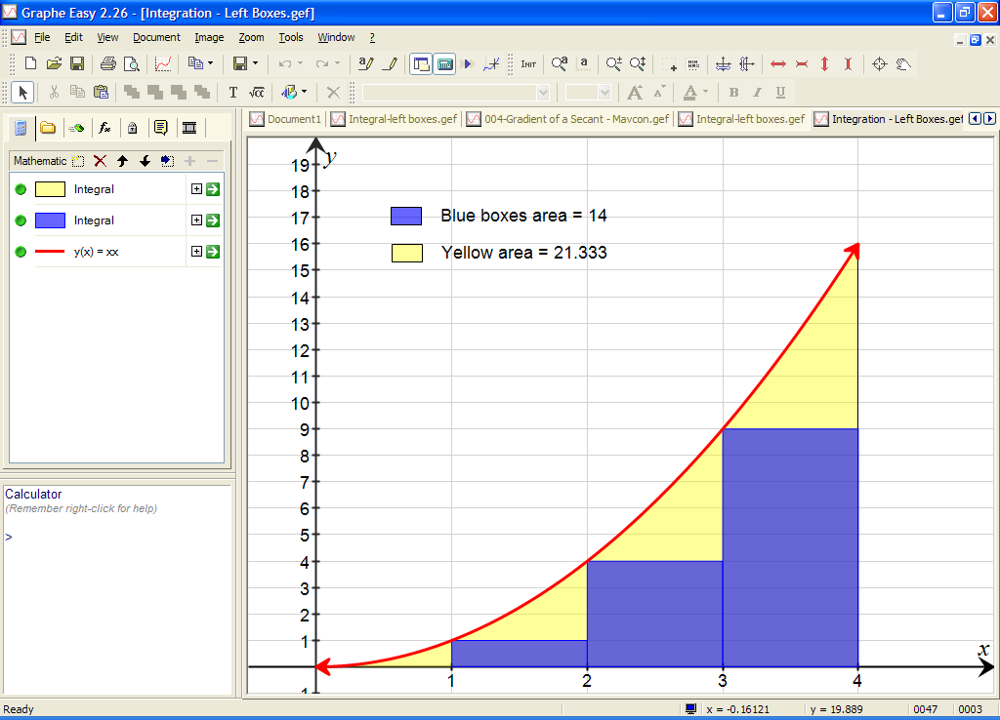 Graphe Easy 2.26 - [Integration - Left Boxes.gef]
File Edit View Document Image Zoom Tools Window ?
INIT a
T √α
A A A B I U
Document1 Integral-left boxes.gef 004-Gradient of a Secant - Mavcon.gef Integral-left boxes.gef Integration - Left Boxes.gef
Mathematic
Integral
Integral
y(x) = xx
Calculator
(Remember right-click for help)
>
y
19
18
17
16
15
14
13
12
11
10
9
8
7
6
5
4
3
2
1
Blue boxes area = 14
Yellow area = 21.333
x
1 2 3 4
Ready x = -0.16121 y = 19.889 0047 0003